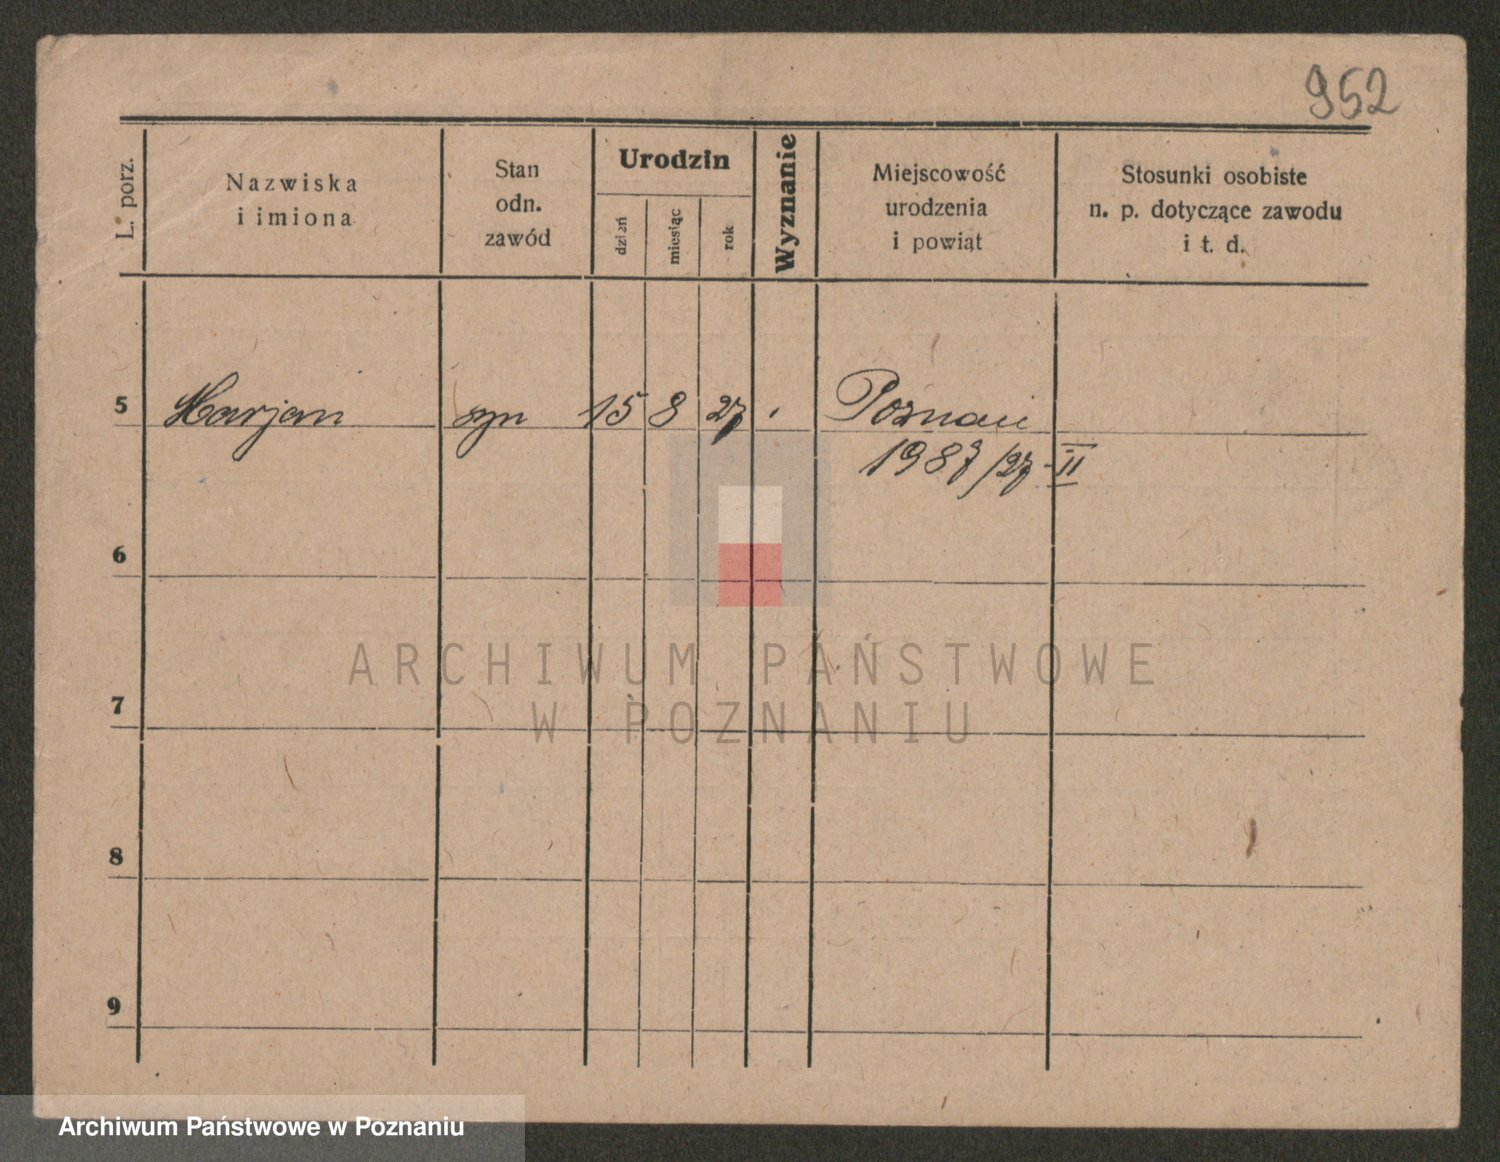 952
L. porz.
Nazwiska
i imiona
Stan
odn.
zawód
Urodzin
dzień
miesiąc
rok
Wyznanie
Miejscowość
urodzenia
i powiat
Stosunki osobiste
n. p. dotyczące zawodu
i t. d.
5 Marjan syn 15 8 27 Poznań
1987/27-II
6
7
8
9
ARCHIWUM PAŃSTWOWE
W POZNANIU
Archiwum Państwowe w Poznaniu